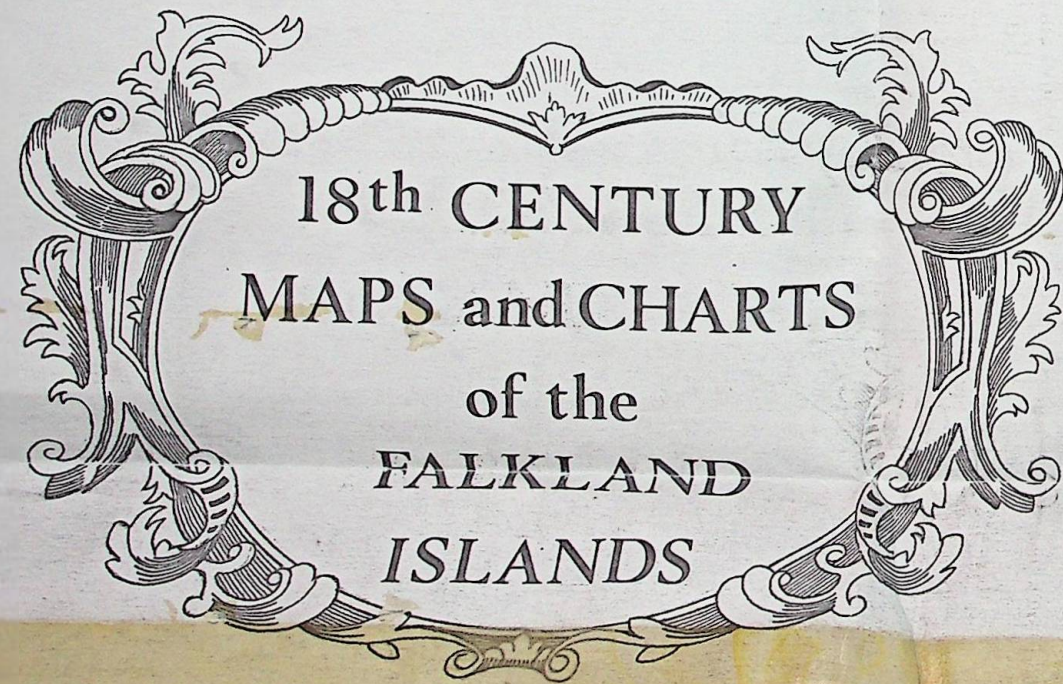 18th CENTURY
MAPS and CHARTS
of the
FALKLAND
ISLANDS